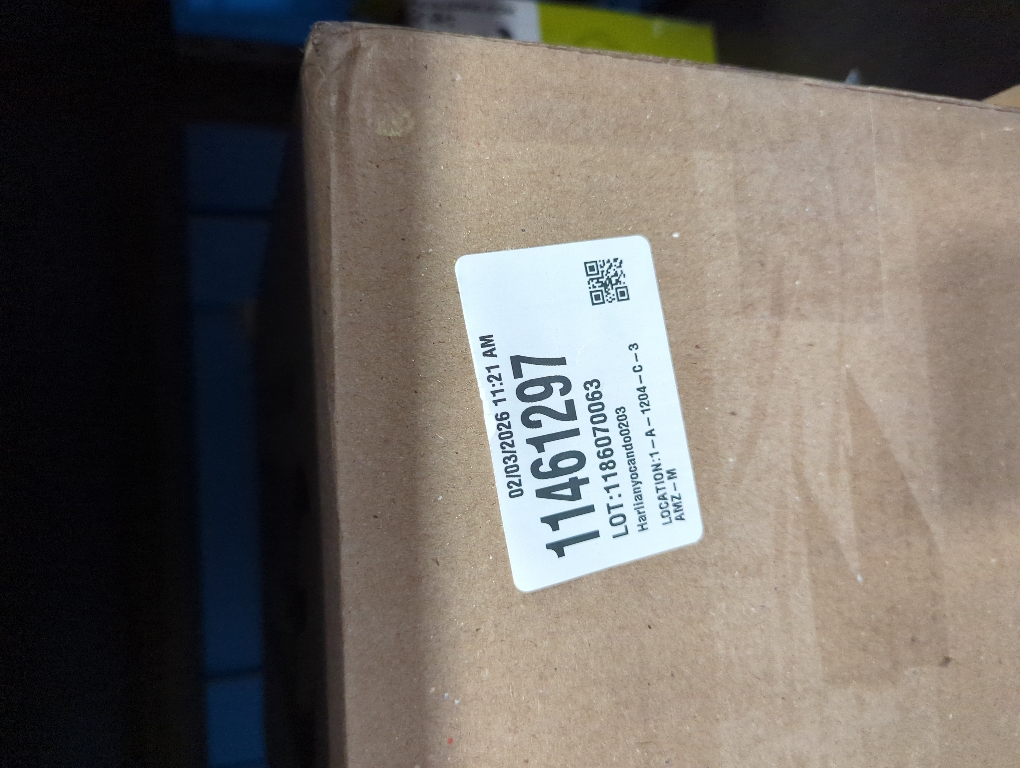 02/03/2026 11:21 AM
11461297
LOT:1186070063
Harlianyocando0203
LOCATION:1-A-1204-C-3
AMZ-M